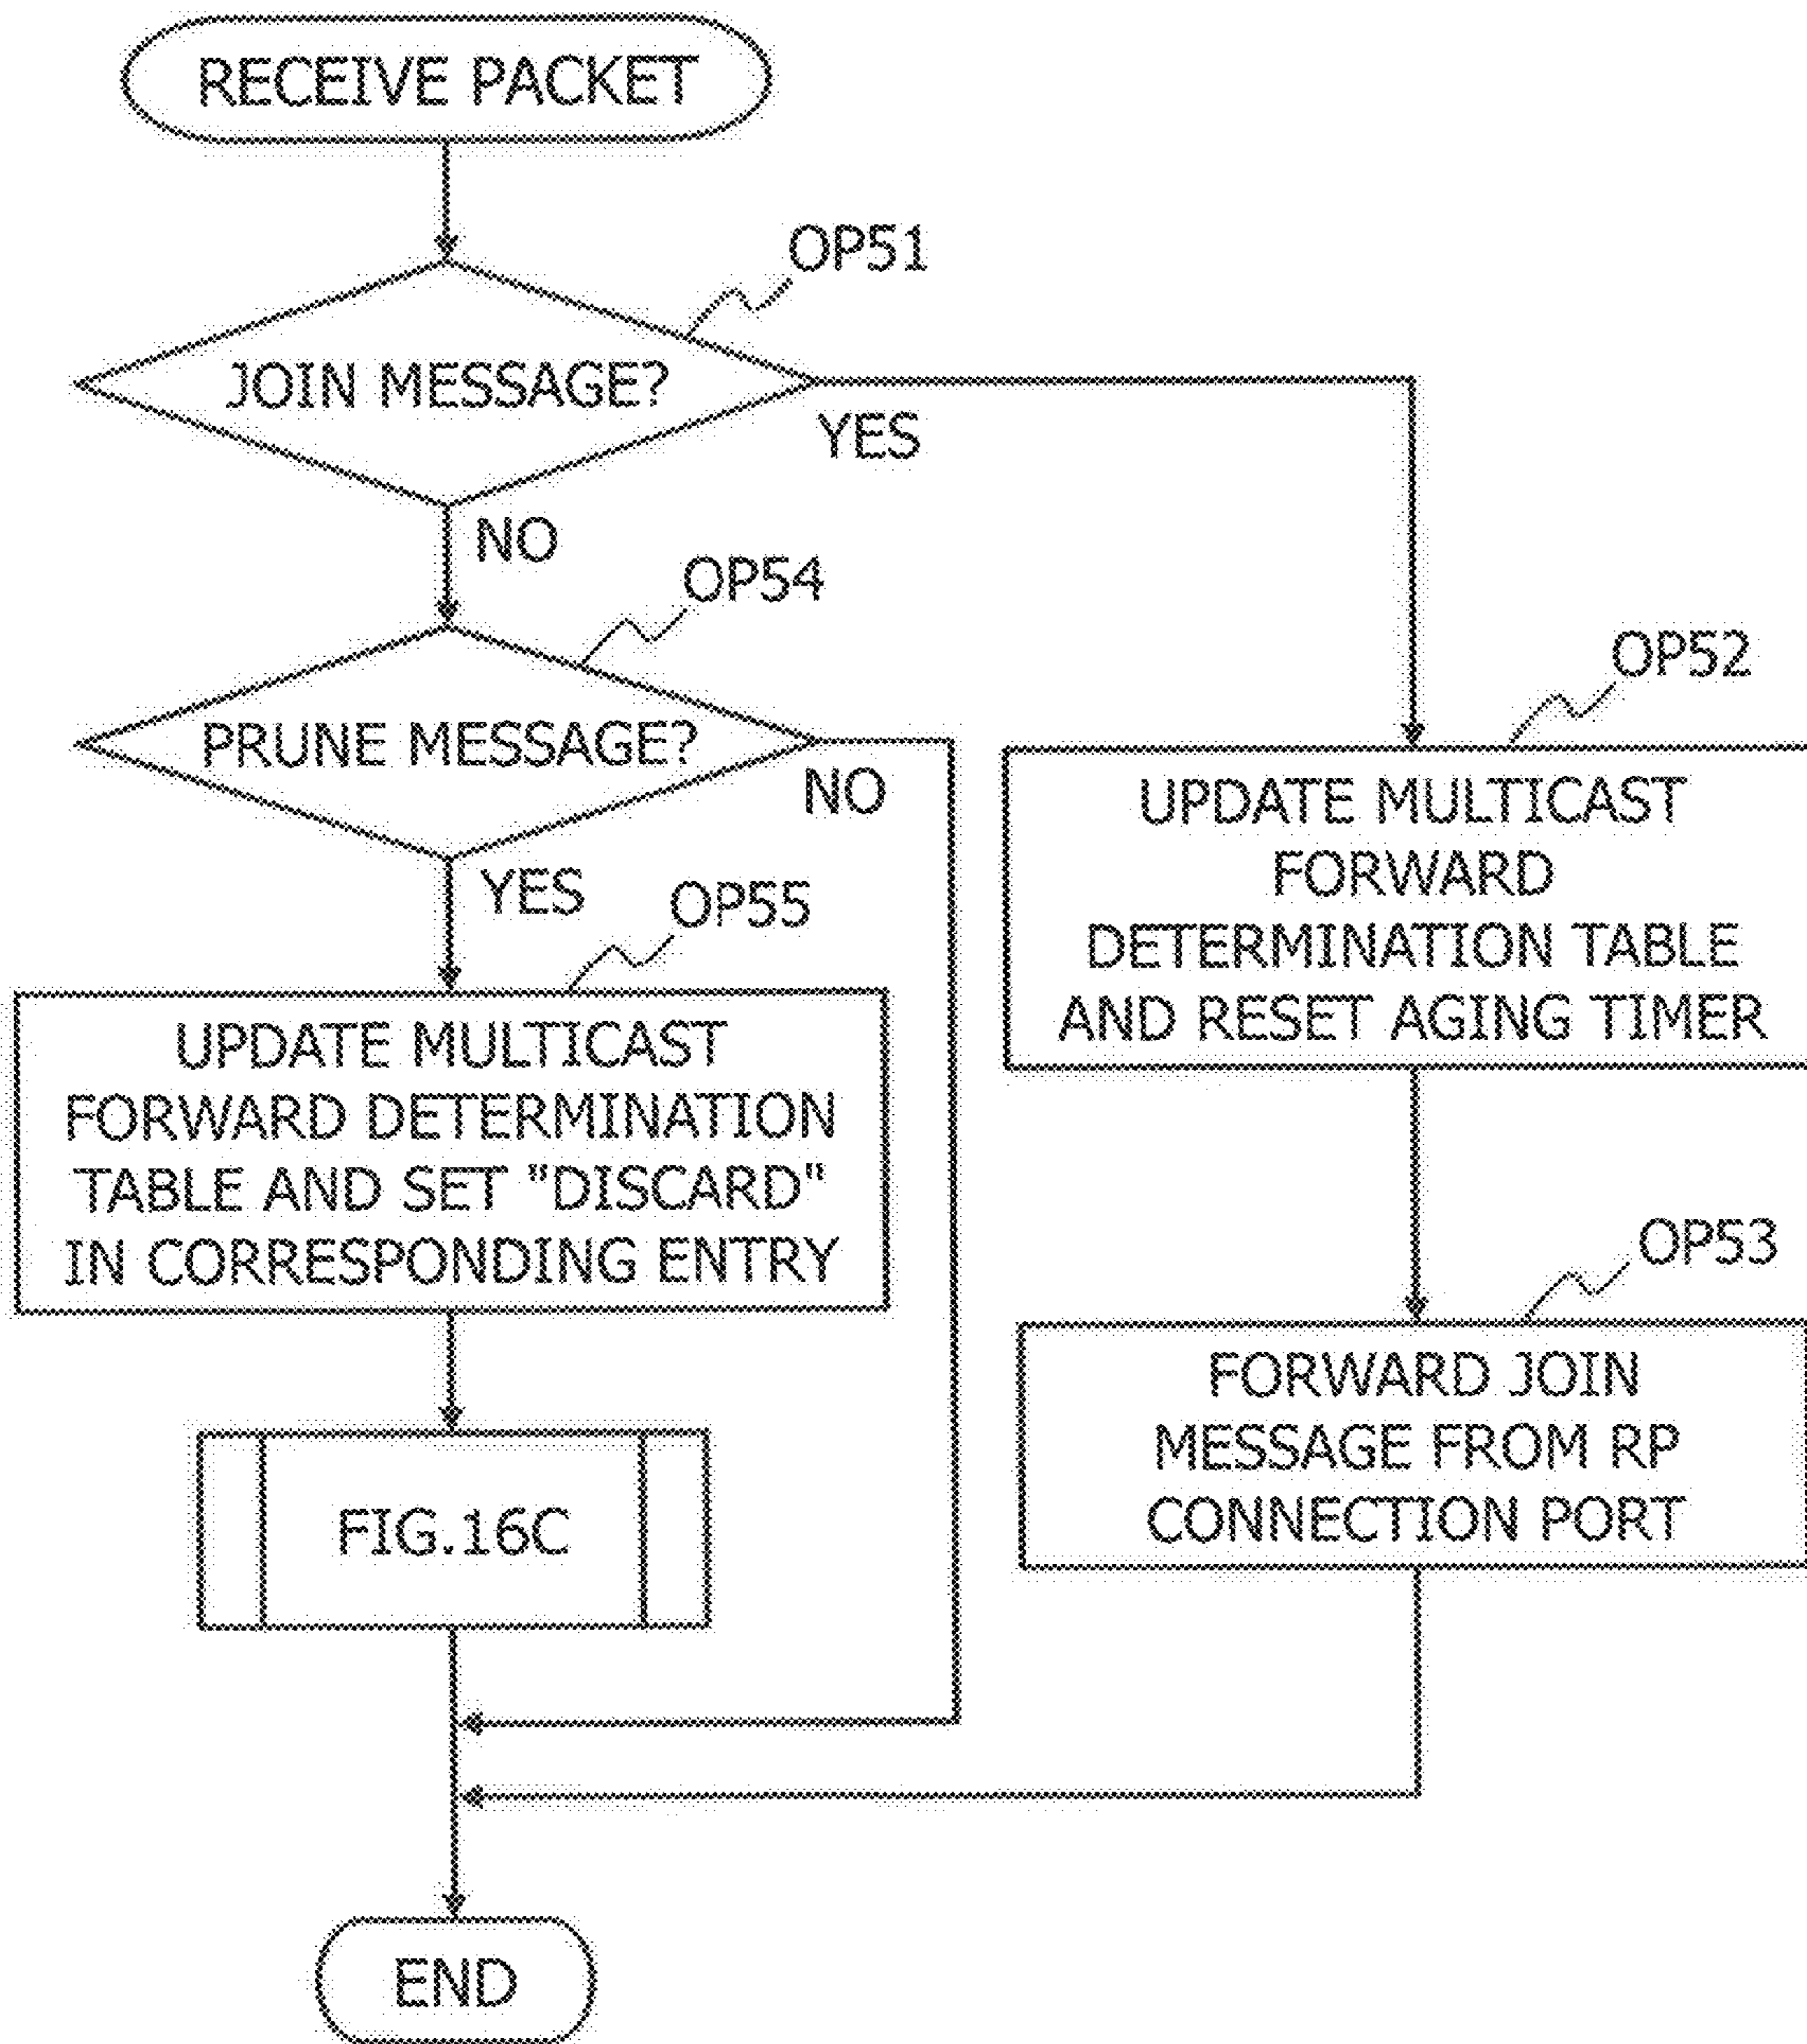 RECEIVE PACKET
OP51
JOIN MESSAGE?
YES
NO
OP54
PRUNE MESSAGE?
NO
YES
OP52
UPDATE MULTICAST
FORWARD
DETERMINATION TABLE
AND RESET AGING TIMER
OP55
UPDATE MULTICAST
FORWARD DETERMINATION
TABLE AND SET "DISCARD"
IN CORRESPONDING ENTRY
OP53
FORWARD JOIN
MESSAGE FROM RP
CONNECTION PORT
FIG.16C
END